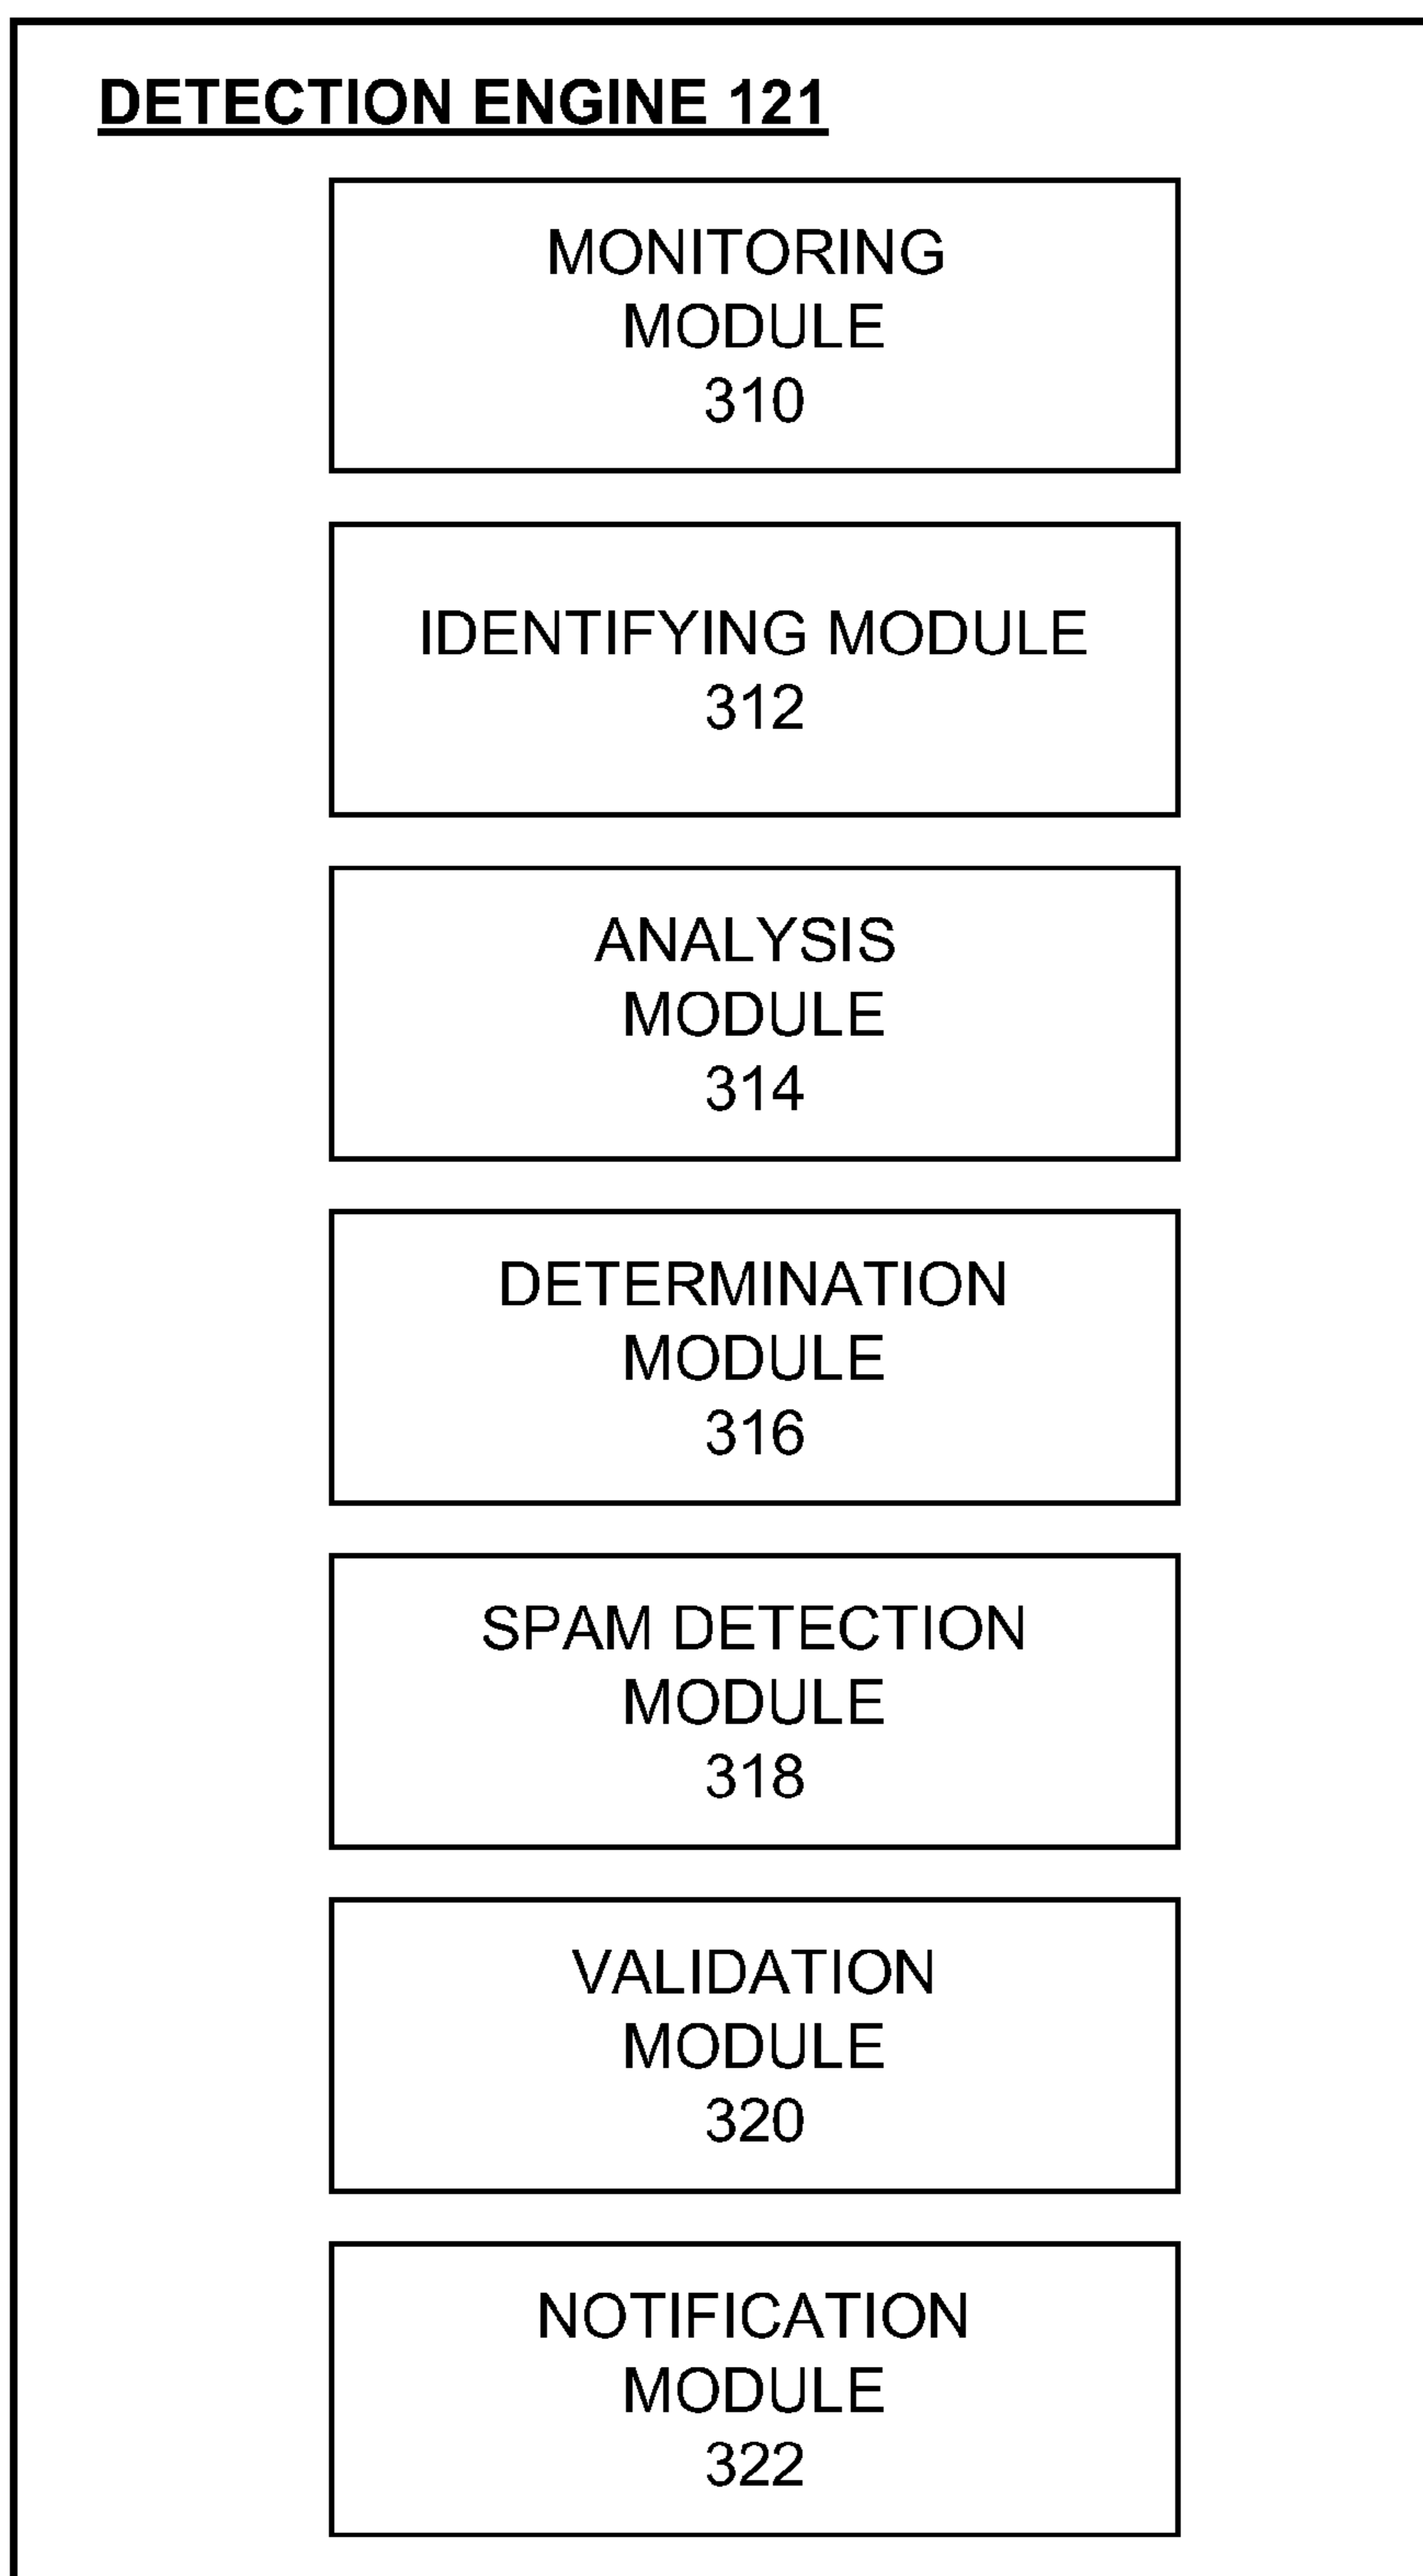 DETECTION ENGINE 121
MONITORING
MODULE
310
IDENTIFYING MODULE
312
ANALYSIS
MODULE
314
DETERMINATION
MODULE
316
SPAM DETECTION
MODULE
318
VALIDATION
MODULE
320
NOTIFICATION
MODULE
322